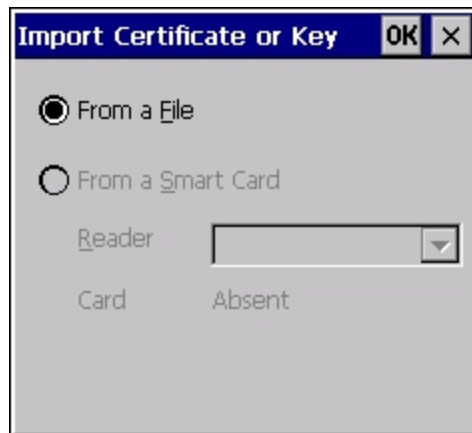 Import Certificate or Key OK ×
From a File
From a Smart Card
Reader
Card Absent